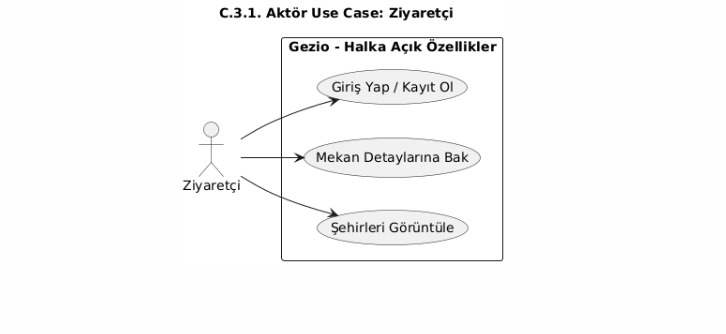 C.3.1. Aktör Use Case: Ziyaretçi
Gezio - Halka Açık Özellikler
Giriş Yap / Kayıt Ol
Mekan Detaylarına Bak
Ziyaretçi
Şehirleri Görüntüle